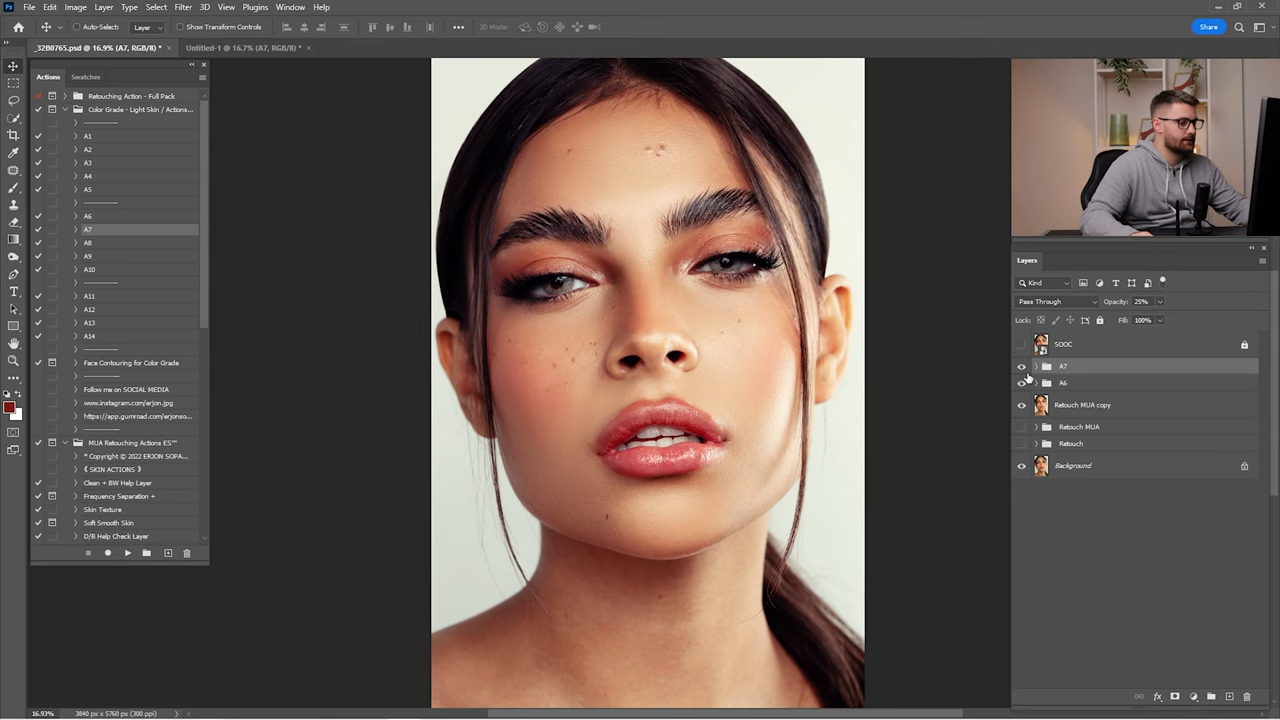 Ps File Edit Image Layer Type Select Filter 3D View Plugins Window Help
Auto-Select: Layer Show Transform Controls 3D Mode: Share
_32B0765.psd @ 16.9% (A7, RGB/8) * Untitled-1 @ 16.7% (A7, RGB/8) *
Actions Swatches
Retouching Action - Full Pack
Color Grade - Light Skin / Actions...
-------------
A1
A2
A3
A4
A5
-------------
A6
A7
A8
A9
A10
-------------
A11
A12
A13
A14
-------------
Face Contouring for Color Grade
-------------
Follow me on SOCIAL MEDIA
www.instagram.com/erjon.jpg
https://app.gumroad.com/erjonso...
-------------
MUA Retouching Actions ES™
* Copyright © 2022 ERJON SOPA...
《 SKIN ACTIONS 》
Clean + BW Help Layer
Frequency Separation +
Skin Texture
Soft Smooth Skin
D/B Help Check Layer
Layers
Kind
Pass Through Opacity: 25%
Lock: Fill: 100%
SOOC
A7
A6
Retouch MUA copy
Retouch MUA
Retouch
Background
fx
16.93% 3840 px x 5760 px (300 ppi)